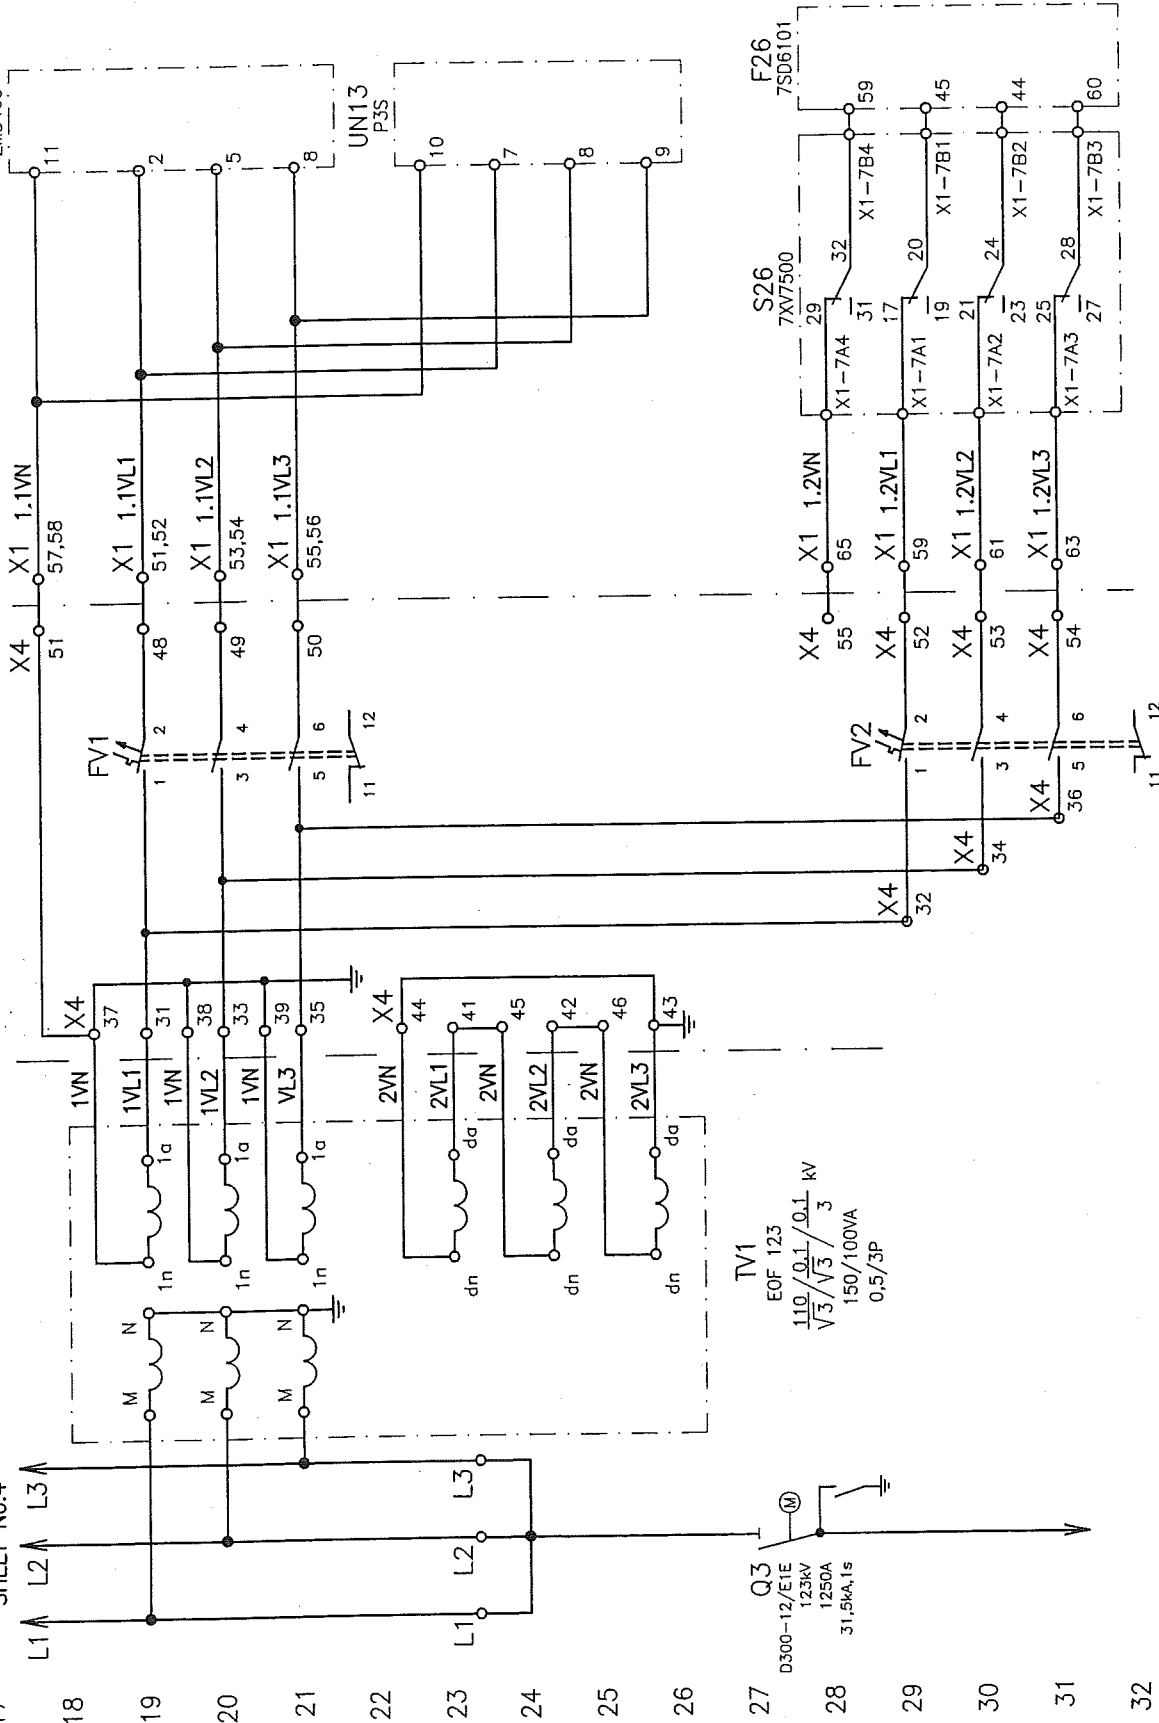 UN13
P3S
F26
7SD6101
11
2
5
8
10
7
8
9
59
45
44
60
S26
7XV7500
29
32
31
X1-7A4
X1-7B4
17
20
19
X1-7A1
X1-7B1
21
24
23
X1-7A2
X1-7B2
25
28
27
X1-7A3
X1-7B3
X1 1.1VN
57,58
X1 1.1VL1
51,52
X1 1.1VL2
53,54
X1 1.1VL3
55,56
X1 1.2VN
65
X1 1.2VL1
59
X1 1.2VL2
61
X1 1.2VL3
63
X4
51
48
49
50
X4
55
X4
52
X4
53
X4
54
FV1
1 2
3 4
5 6
11 12
FV2
1 2
3 4
5 6
11 12
X4
32
X4
34
X4
36
X4
37
31
38
33
39
35
X4
44
41
45
42
46
43
1VN
1VL1
1VN
1VL2
1VN
VL3
2VN
2VL1
2VN
2VL2
2VN
2VL3
1n 1a
1n 1a
1n 1a
dn da
dn da
dn da
M N
M N
M N
TV1
EOF 123
110/0,1/0,1 kV
√3/√3/3
150/100VA
0,5/3P
SHEET No.4
L1
L2
L3
L1
L2
L3
Q3
D300-12/E1E
123kV
1250A
31,5kA,1s
M
18
19
20
21
22
23
24
25
26
27
28
29
30
31
32